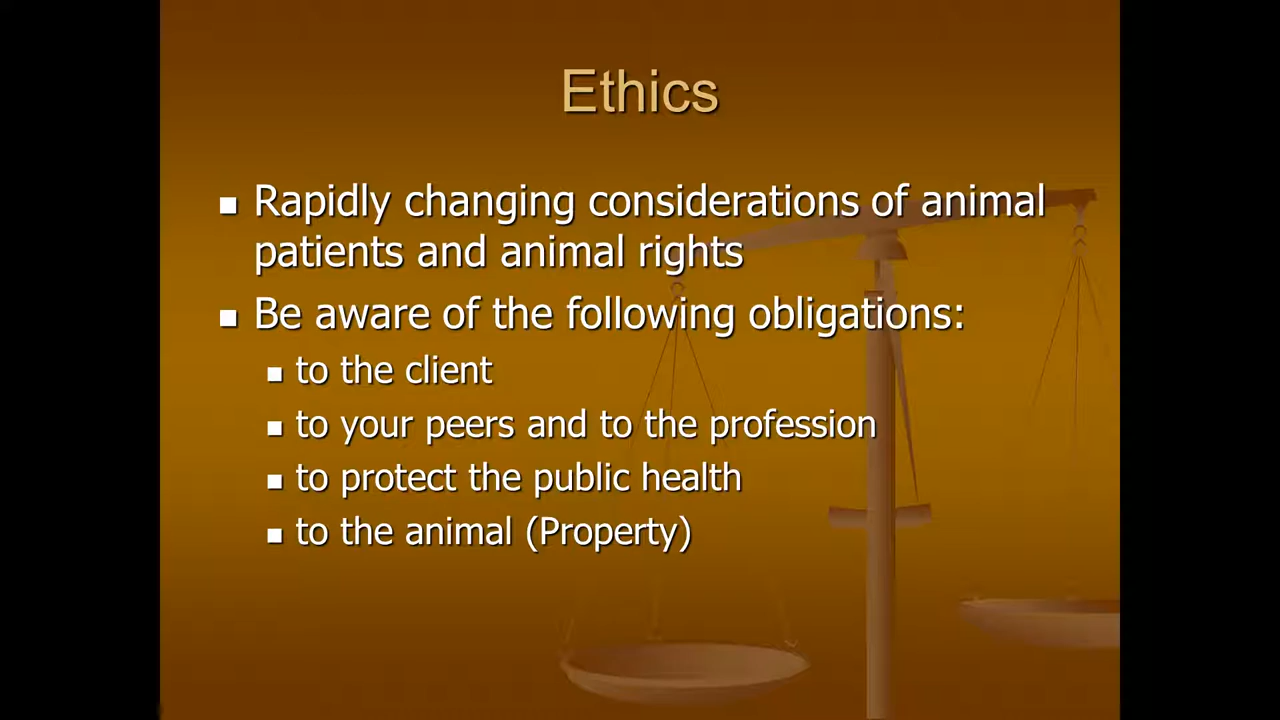 Ethics
Rapidly changing considerations of animal
patients and animal rights
Be aware of the following obligations:
to the client
to your peers and to the profession
to protect the public health
to the animal (Property)